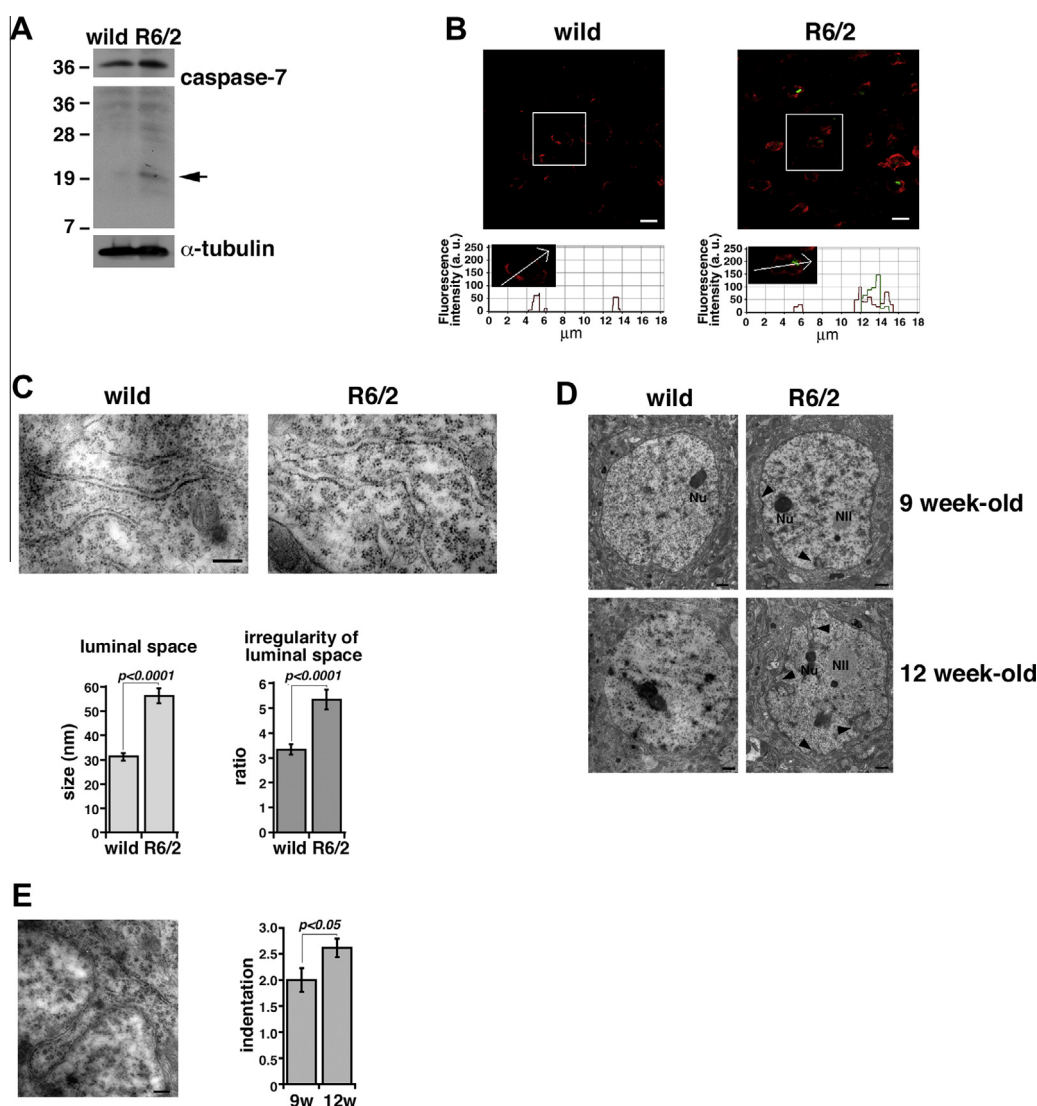 A
wild R6/2
36
caspase-7
36
28
19
7
α-tubulin
B
wild
R6/2
Fluorescence intensity (a. u.)
250
200
150
100
50
0
0 2 4 6 8 10 12 14 16 18
μm
Fluorescence intensity (a. u.)
250
200
150
100
50
0
0 2 4 6 8 10 12 14 16 18
μm
C
wild
R6/2
luminal space
p<0.0001
size (nm)
60
50
40
30
20
10
0
wild R6/2
irregularity of
luminal space
p<0.0001
ratio
6
5
4
3
2
1
0
wild R6/2
D
wild
R6/2
Nu
Nu
NII
9 week-old
Nu
NII
12 week-old
E
p<0.05
indentation
3.0
2.5
2.0
1.5
1.0
0.5
0
9w 12w